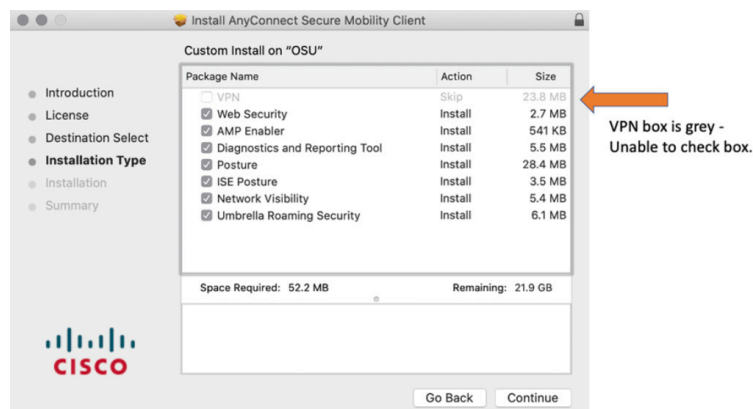 Install AnyConnect Secure Mobility Client
Custom Install on “OSU”
Introduction
License
Destination Select
Installation Type
Installation
Summary
Package Name Action Size
VPN Skip 23.8 MB
Web Security Install 2.7 MB
AMP Enabler Install 541 KB
Diagnostics and Reporting Tool Install 5.5 MB
Posture Install 28.4 MB
ISE Posture Install 3.5 MB
Network Visibility Install 5.4 MB
Umbrella Roaming Security Install 6.1 MB
Space Required: 52.2 MB Remaining: 21.9 GB
CISCO
Go Back Continue
VPN box is grey -
Unable to check box.